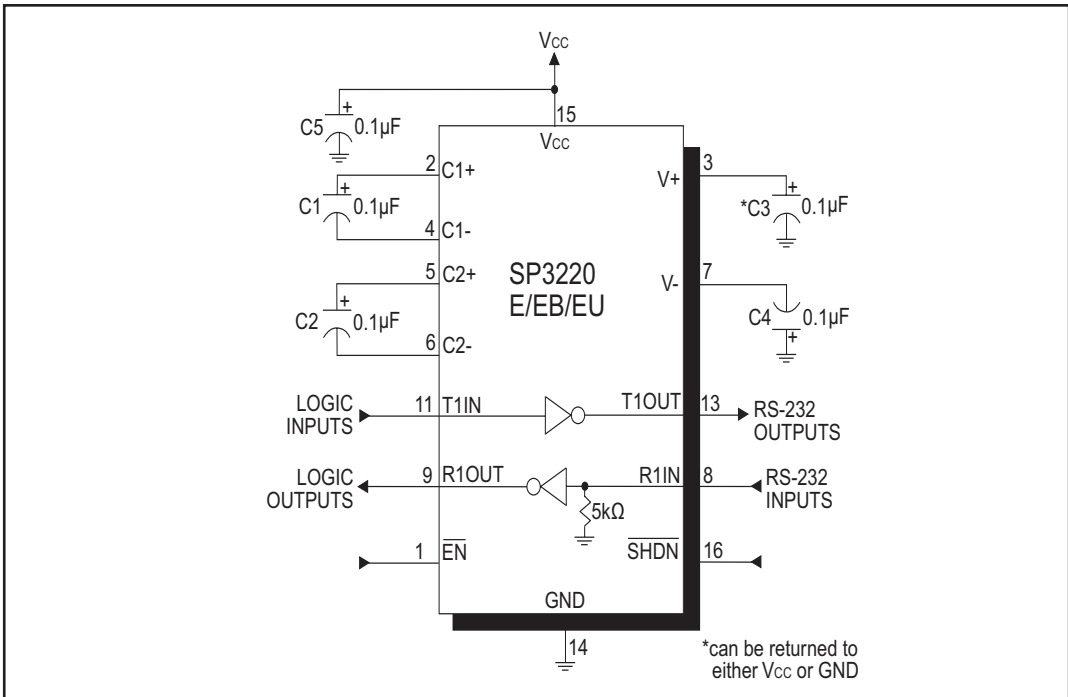 VCC
15
VCC
C5
+
0.1µF
2
C1+
C1
+
0.1µF
4
C1-
5
C2+
C2
+
0.1µF
6
C2-
SP3220
E/EB/EU
V+
3
*C3
+
0.1µF
V-
7
C4
0.1µF
+
LOGIC
INPUTS
11
T1IN
T1OUT
13
RS-232
OUTPUTS
LOGIC
OUTPUTS
9
R1OUT
R1IN
8
RS-232
INPUTS
5kΩ
1
EN
SHDN
16
GND
14
*can be returned to
either VCC or GND